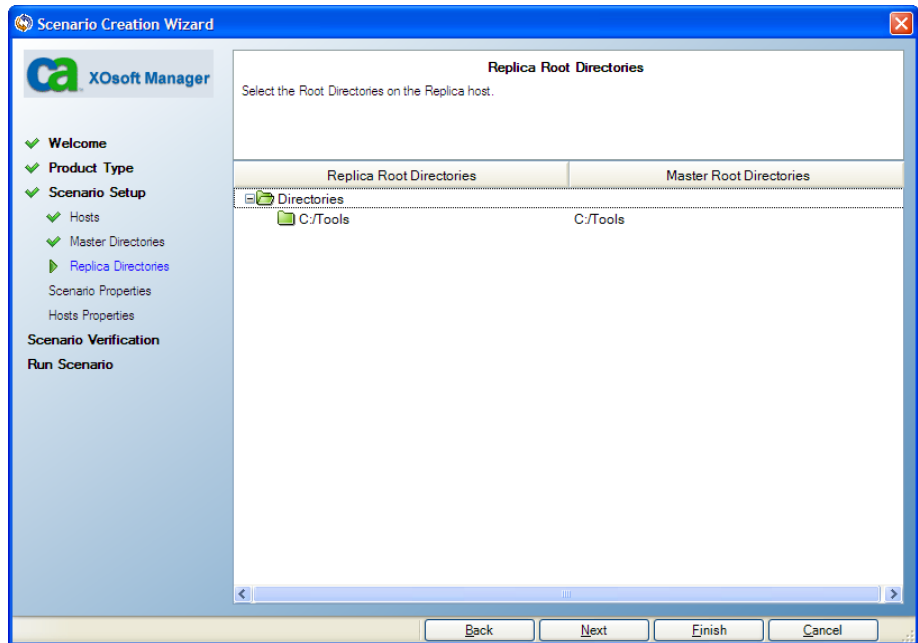 Scenario Creation Wizard
ca XOsoft Manager
Welcome
Product Type
Scenario Setup
Hosts
Master Directories
Replica Directories
Scenario Properties
Hosts Properties
Scenario Verification
Run Scenario
Replica Root Directories
Select the Root Directories on the Replica host.
Replica Root Directories Master Root Directories
Directories
C:/Tools C:/Tools
Back Next Finish Cancel